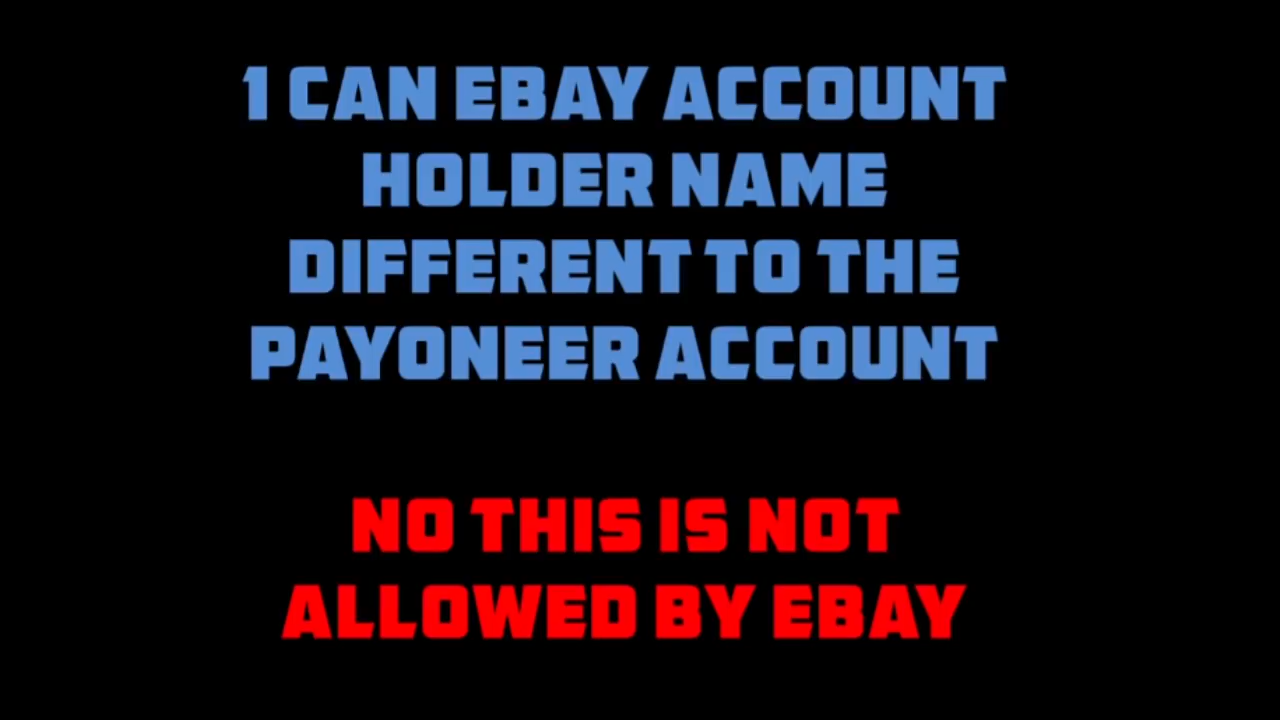 1 CAN EBAY ACCOUNT
HOLDER NAME
DIFFERENT TO THE
PAYONEER ACCOUNT
NO THIS IS NOT
ALLOWED BY EBAY